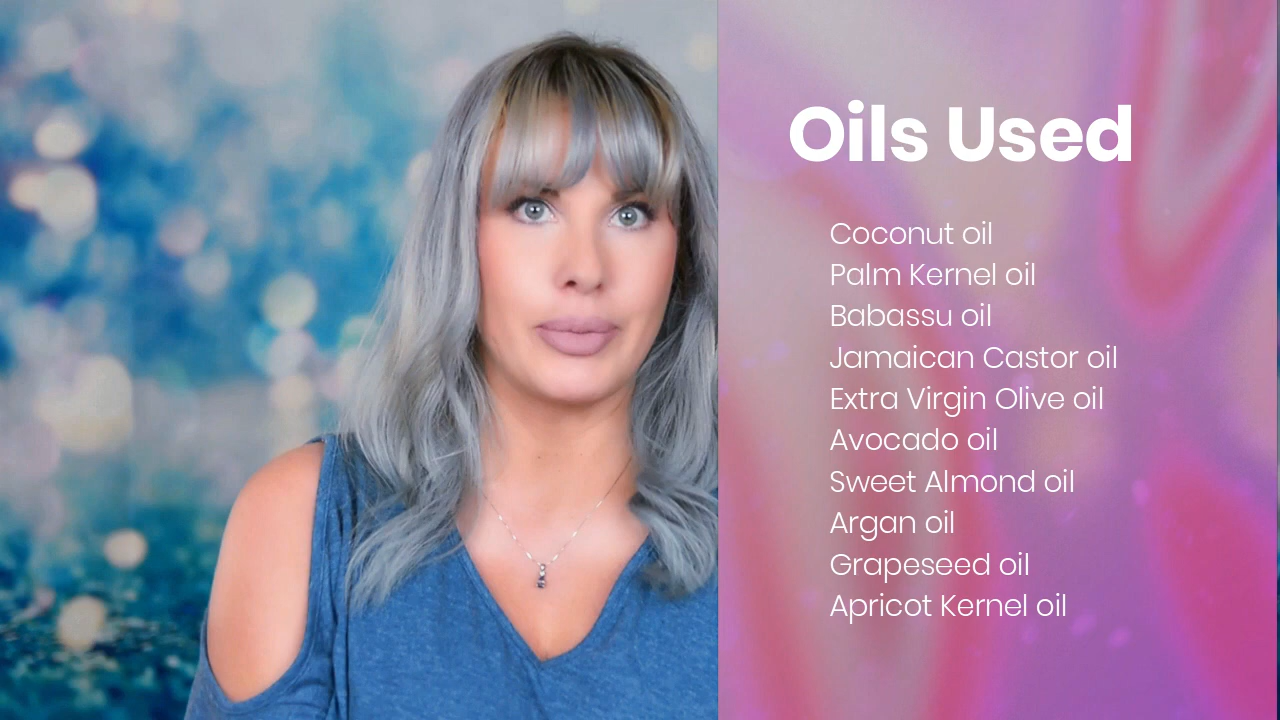 Oils Used
Coconut oil
Palm Kernel oil
Babassu oil
Jamaican Castor oil
Extra Virgin Olive oil
Avocado oil
Sweet Almond oil
Argan oil
Grapeseed oil
Apricot Kernel oil